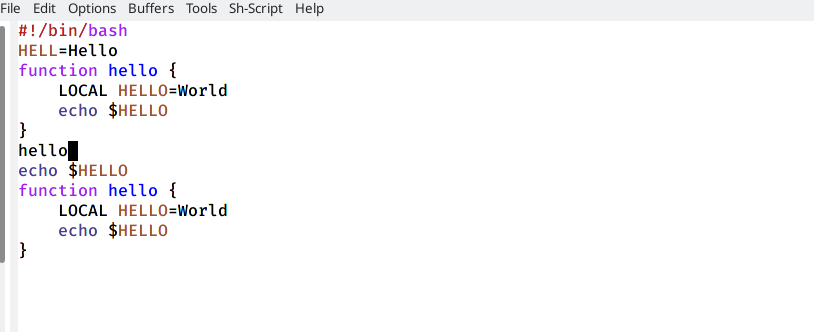 File Edit Options Buffers Tools Sh-Script Help
#!/bin/bash
HELL=Hello
function hello {
    LOCAL HELLO=World
    echo $HELLO
}
hello
echo $HELLO
function hello {
    LOCAL HELLO=World
    echo $HELLO
}